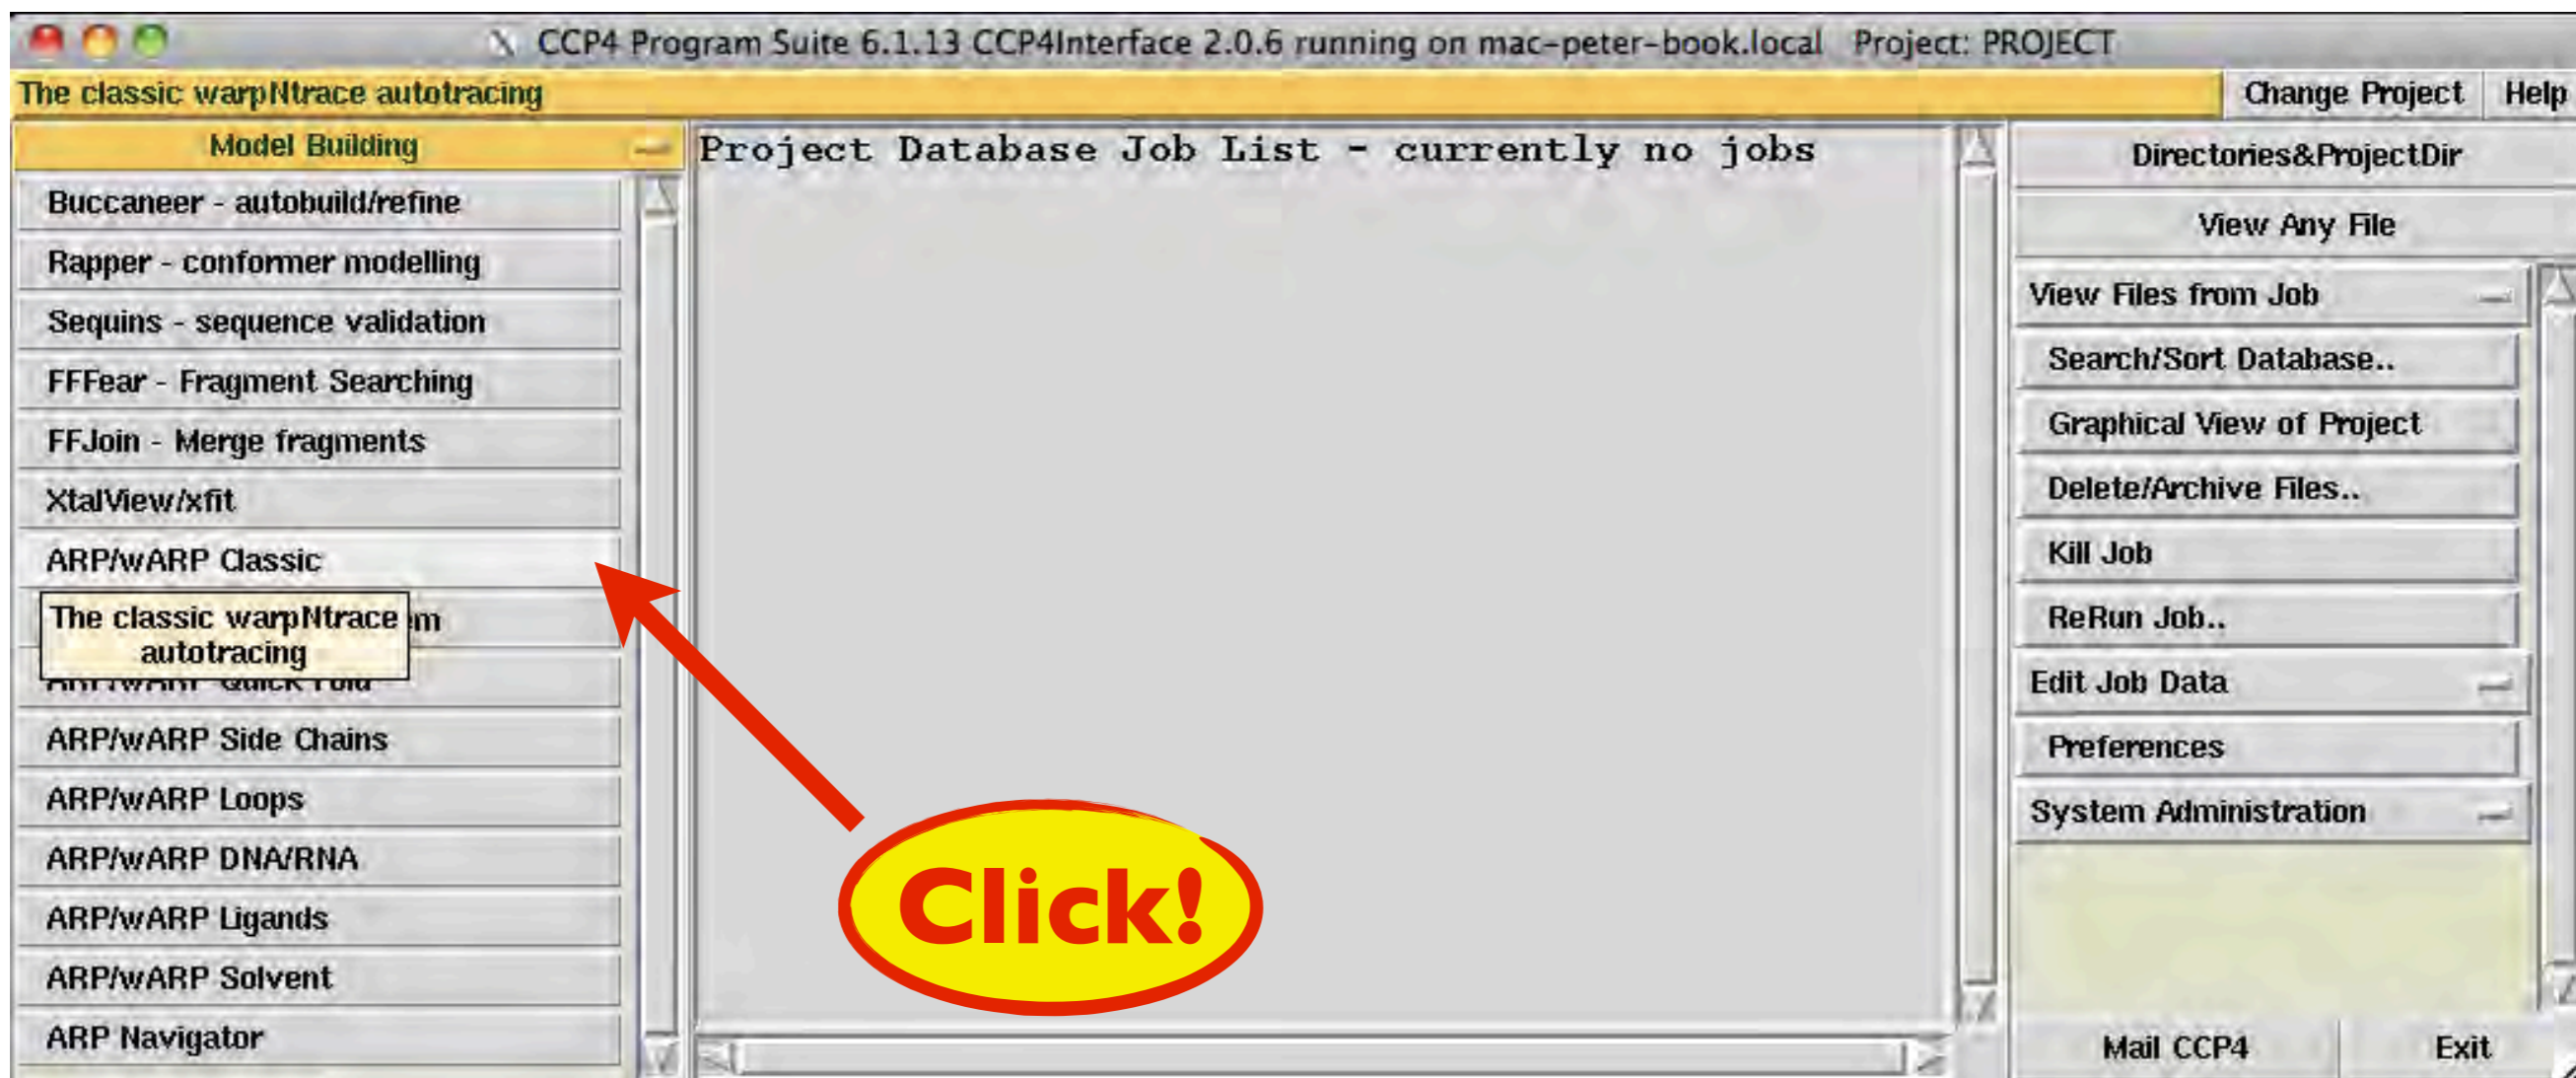 CCP4 Program Suite 6.1.13 CCP4Interface 2.0.6 running on mac-peter-book.local Project: PROJECT
The classic warpNtrace autotracing
Change Project
Help
Model Building
Buccaneer - autobuild/refine
Rapper - conformer modelling
Sequins - sequence validation
FFFear - Fragment Searching
FFJoin - Merge fragments
XtalView/xfit
ARP/wARP Classic
The classic warpNtrace
autotracing
ARP/wARP Quick Fold
ARP/wARP Side Chains
ARP/wARP Loops
ARP/wARP DNA/RNA
ARP/wARP Ligands
ARP/wARP Solvent
ARP Navigator
Project Database Job List - currently no jobs
Click!
Directories&ProjectDir
View Any File
View Files from Job
Search/Sort Database..
Graphical View of Project
Delete/Archive Files..
Kill Job
ReRun Job..
Edit Job Data
Preferences
System Administration
Mail CCP4
Exit